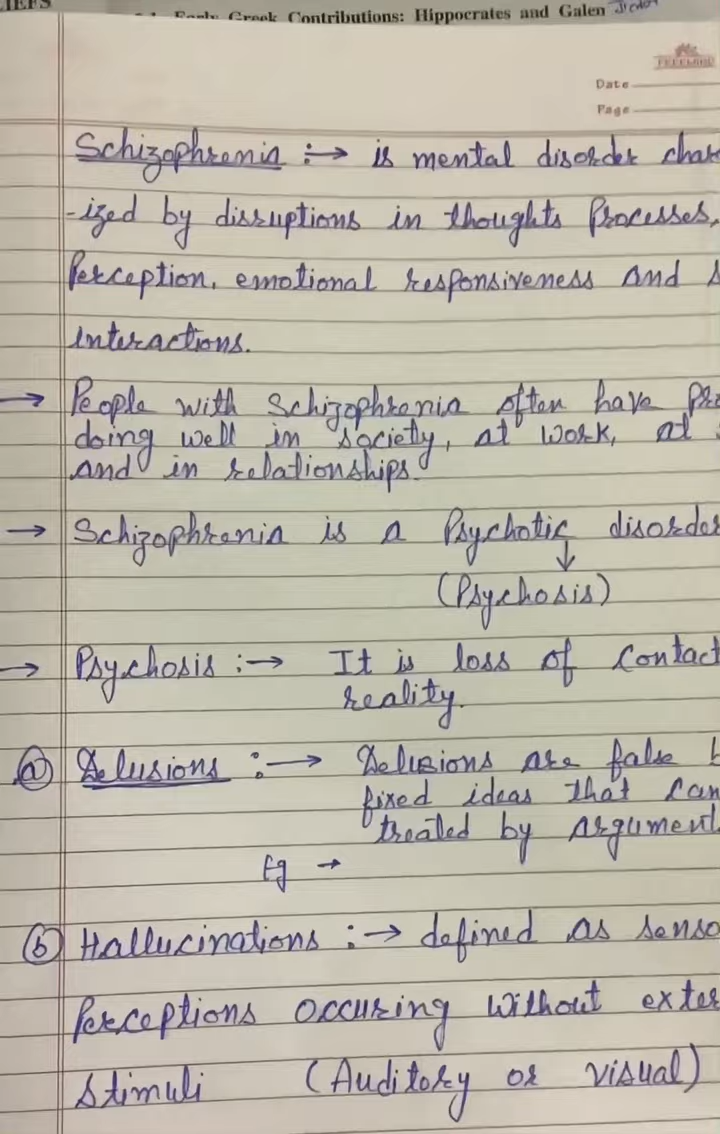 Early Greek Contributions: Hippocrates and Galen
Date
Page
Schizophrenia :→ is mental disorder char
-ized by disruptions in thoughts Processes,
Perception, emotional responsiveness and s
interactions.
→ People with Schizophrenia often have pro
doing well in society, at work, at s
and in relationships.
→ Schizophrenia is a Psychotic disorder
↓
(Psychosis)
→ Psychosis :→ It is loss of contact
reality.
(a) Delusions :→ Delusions are false b
fixed ideas that can
treated by argument.
Eg →
(b) Hallucinations :→ defined as senso
Perceptions occuring without exter
stimuli (Auditory or visual)